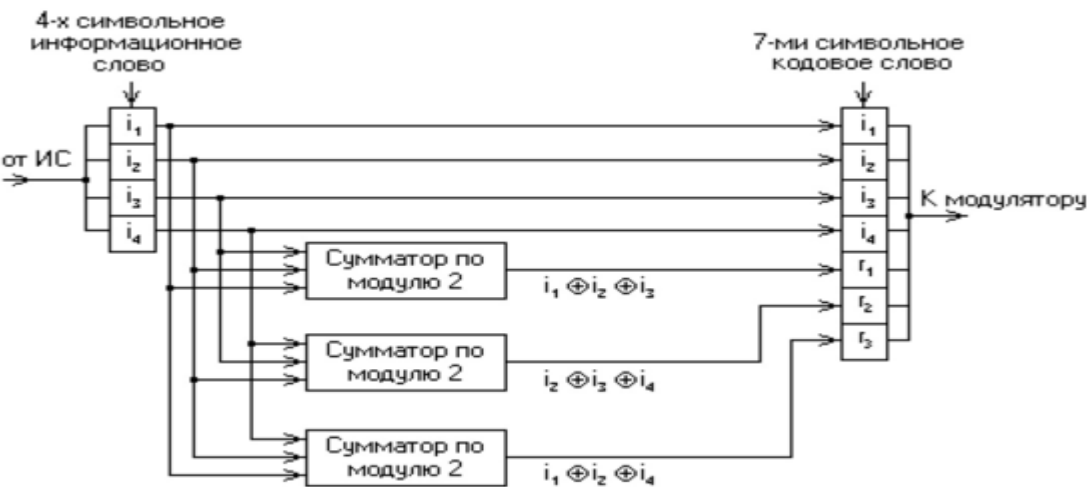 4-х символьное
информационное
слово
7-ми символьное
кодовое слово
от ИС
i₁
i₂
i₃
i₄
i₁
i₂
i₃
i₄
r₁
r₂
r₃
К модулятору
Сумматор по
модулю 2
i₁ ⊕i₂ ⊕i₃
Сумматор по
модулю 2
i₂ ⊕i₃ ⊕i₄
Сумматор по
модулю 2
i₁ ⊕i₂ ⊕i₄